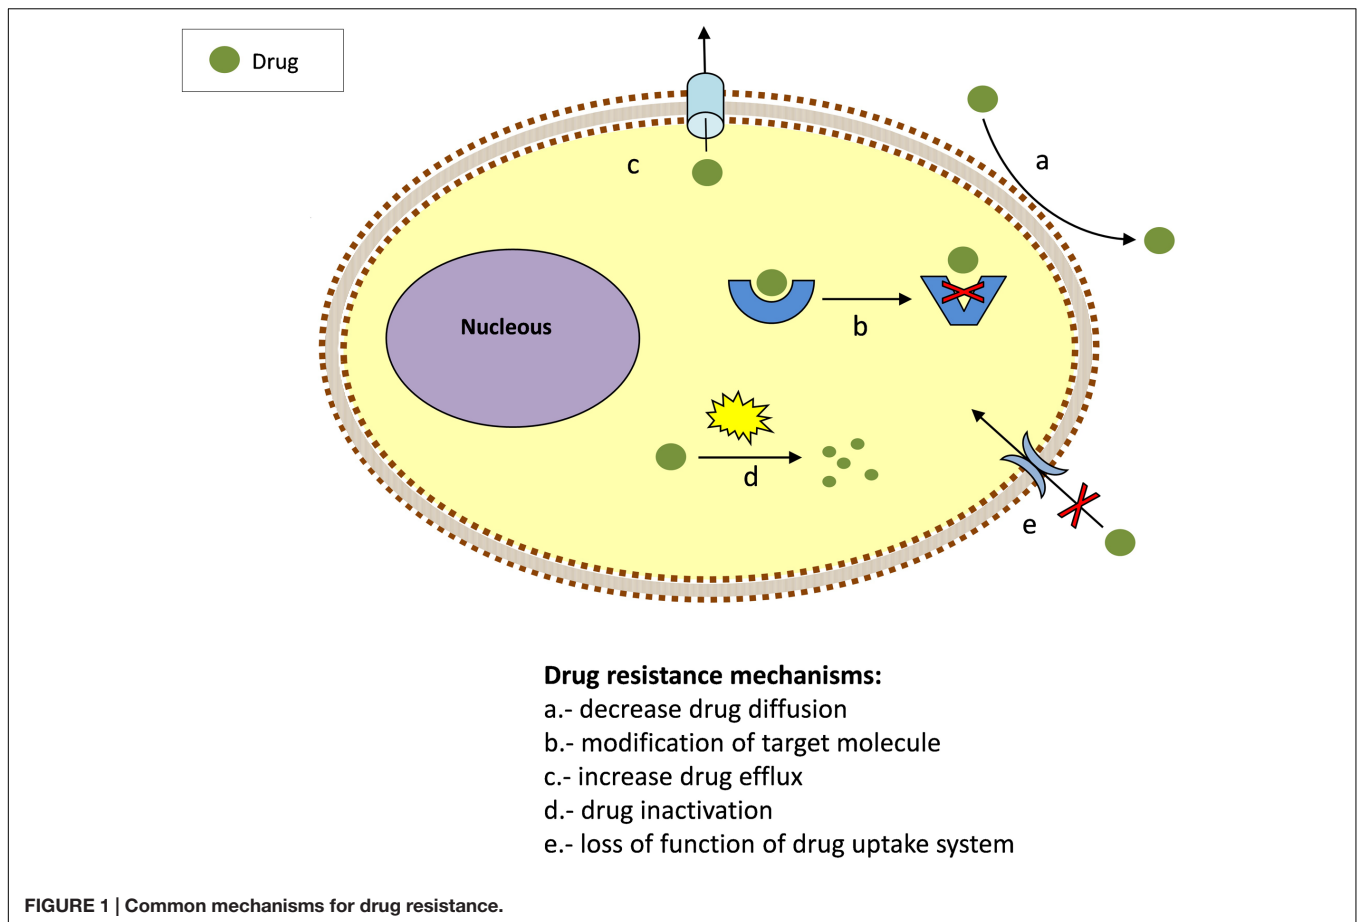 Drug
c
a
Nucleous
b
d
e
Drug resistance mechanisms:
a.- decrease drug diffusion
b.- modification of target molecule
c.- increase drug efflux
d.- drug inactivation
e.- loss of function of drug uptake system
FIGURE 1 | Common mechanisms for drug resistance.